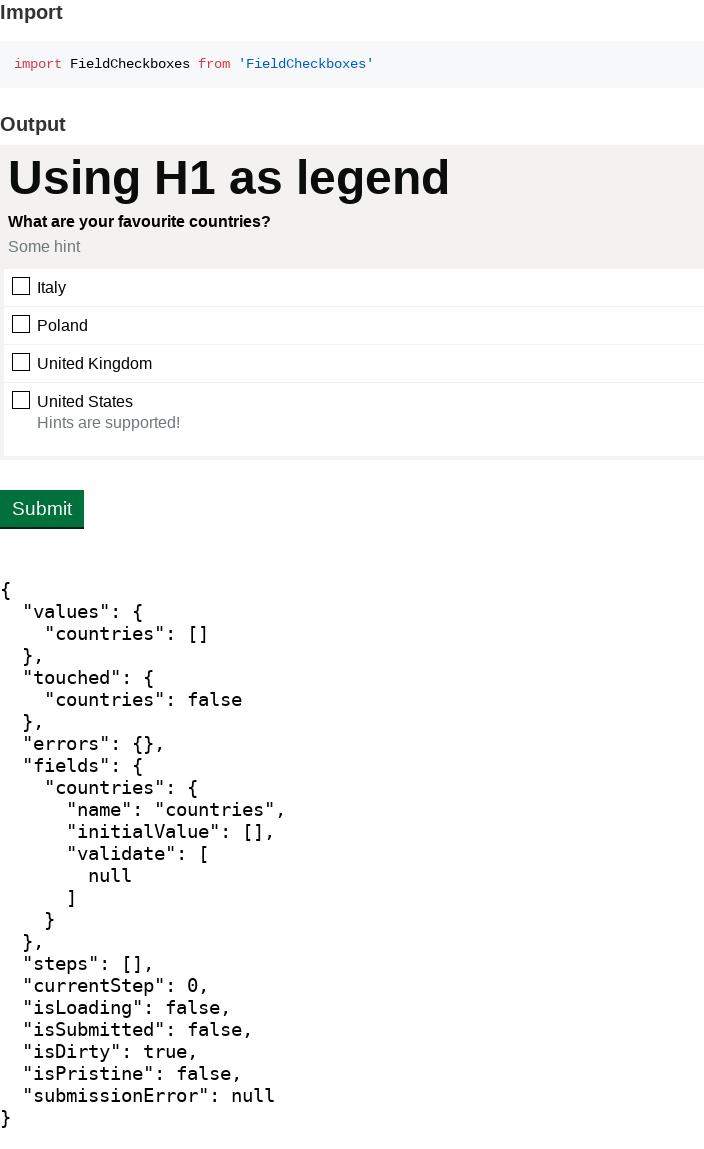 Import
import FieldCheckboxes from 'FieldCheckboxes'
Output
Using H1 as legend
What are your favourite countries?
Some hint
Italy
Poland
United Kingdom
United States
Hints are supported!
Submit
{
  "values": {
    "countries": []
  },
  "touched": {
    "countries": false
  },
  "errors": {},
  "fields": {
    "countries": {
      "name": "countries",
      "initialValue": [],
      "validate": [
        null
      ]
    }
  },
  "steps": [],
  "currentStep": 0,
  "isLoading": false,
  "isSubmitted": false,
  "isDirty": true,
  "isPristine": false,
  "submissionError": null
}